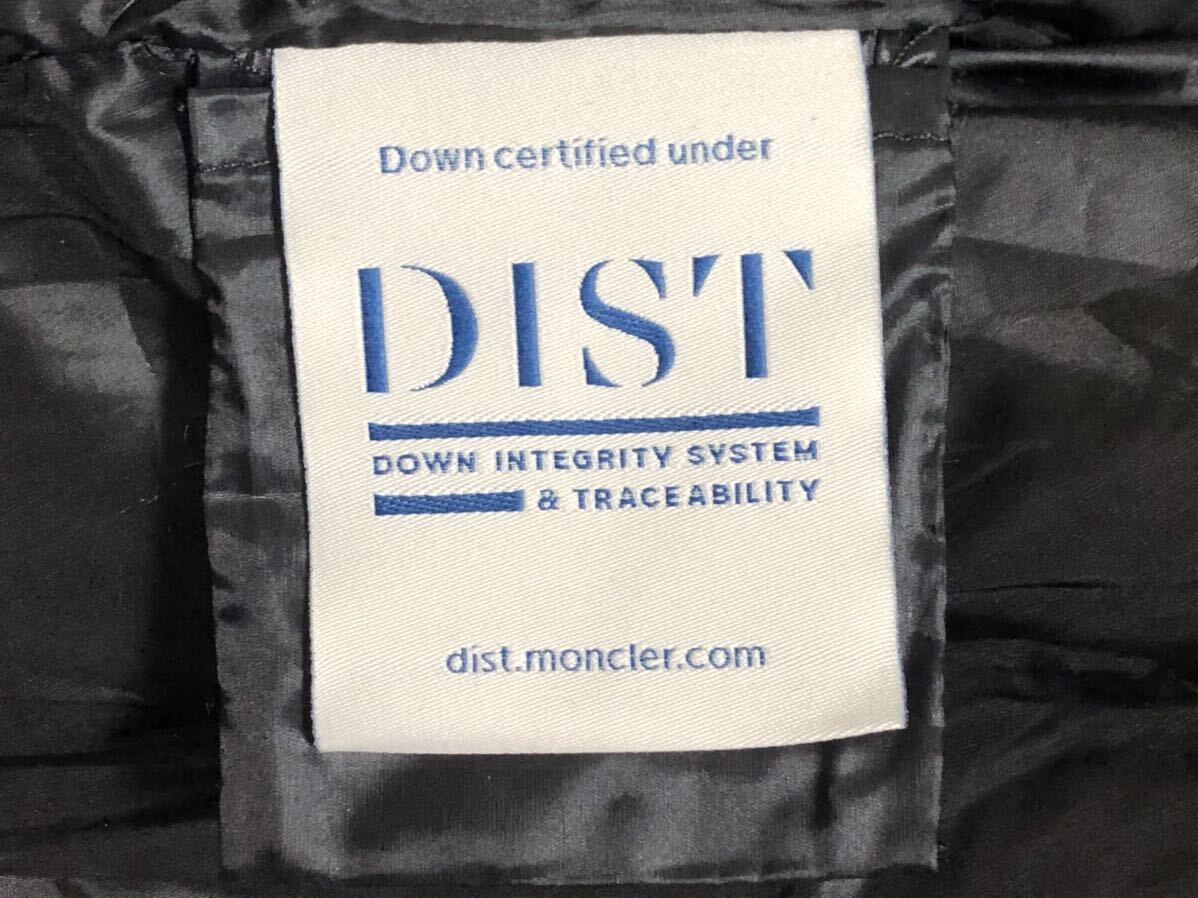 Down certified under
DIST
DOWN INTEGRITY SYSTEM
& TRACEABILITY
dist.moncler.com